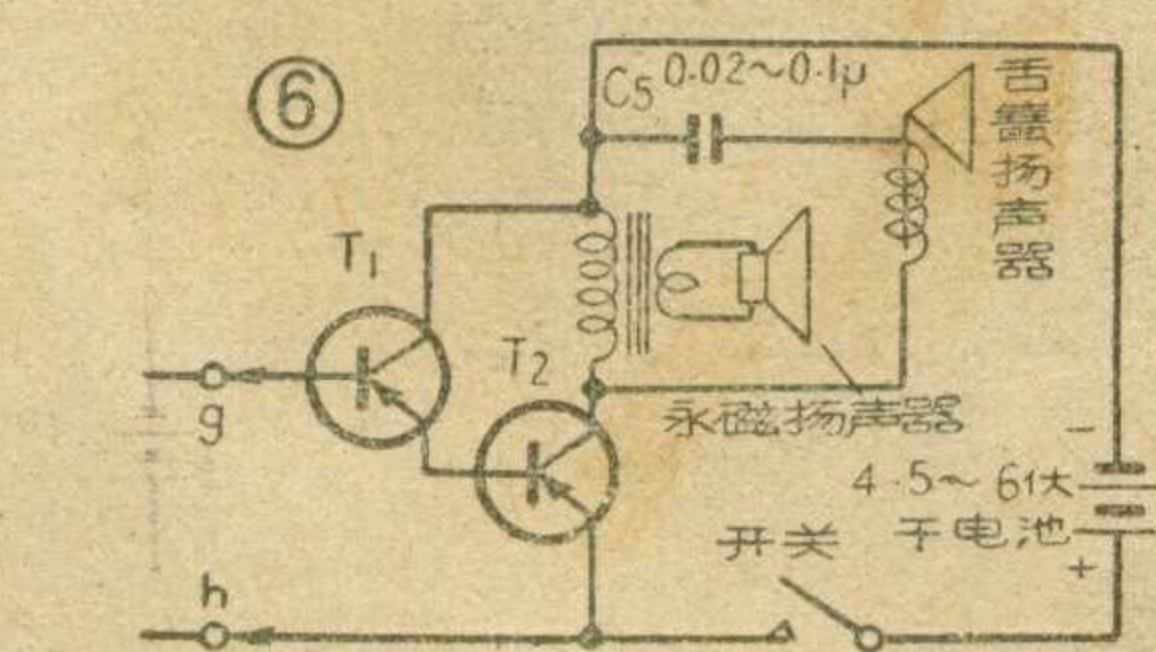 ⑥
C5 0.02~0.1μ
舌簧扬声器
T1
T2
g
永磁扬声器
-
4.5~6伏
干电池
开关
+
h